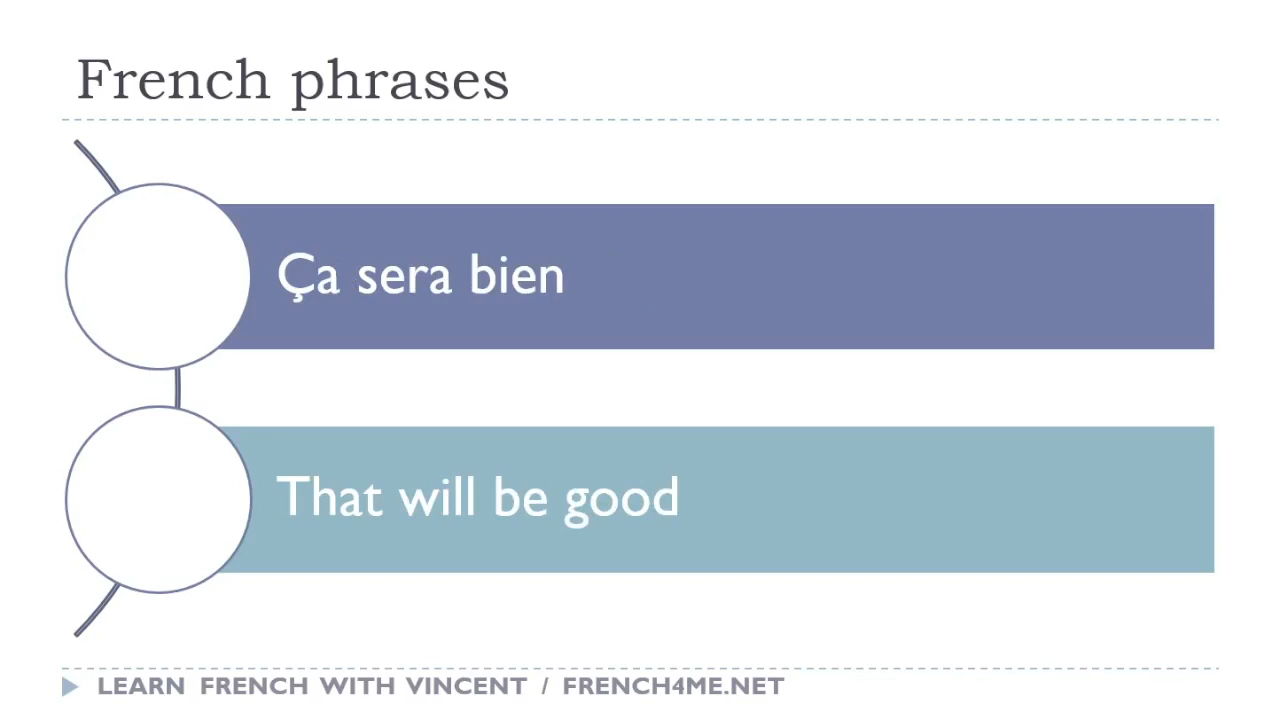 French phrases
Ça sera bien
That will be good
LEARN FRENCH WITH VINCENT / FRENCH4ME.NET